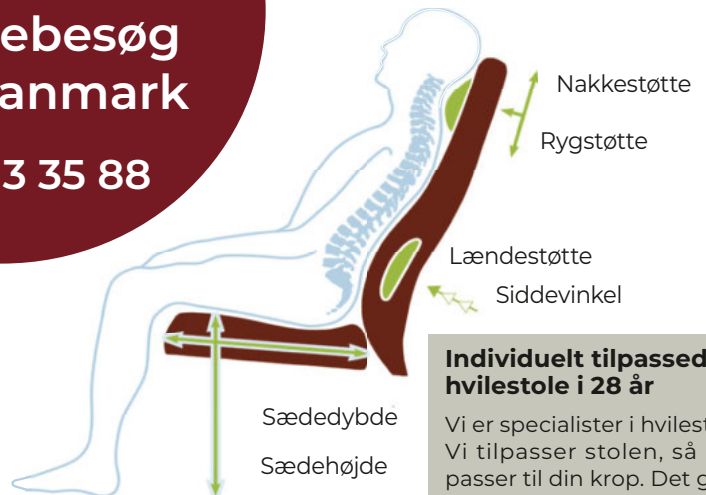 ebesøg
anmark
3 35 88
Nakkestøtte
Rygstøtte
Lændestøtte
Siddevinkel
Sædedybde
Sædehøjde
Individuelt tilpassed
hvilestole i 28 år
Vi er specialister i hvilest
Vi tilpasser stolen, så
passer til din krop. Det g